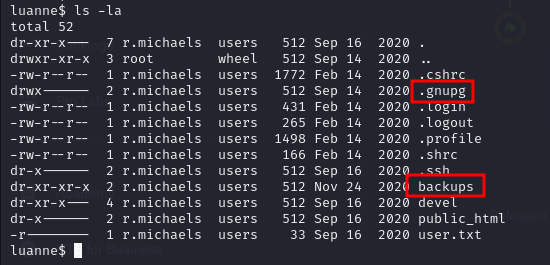 luanne$ ls -la
total 52
dr-xr-x---  7 r.michaels  users   512 Sep 16  2020 .
drwxr-xr-x  3 root        wheel   512 Sep 14  2020 ..
-rw-r--r--  1 r.michaels  users  1772 Feb 14  2020 .cshrc
drwx------  2 r.michaels  users   512 Sep 14  2020 .gnupg
-rw-r--r--  1 r.michaels  users   431 Feb 14  2020 .login
-rw-r--r--  1 r.michaels  users   265 Feb 14  2020 .logout
-rw-r--r--  1 r.michaels  users  1498 Feb 14  2020 .profile
-rw-r--r--  1 r.michaels  users   166 Feb 14  2020 .shrc
dr-x------  2 r.michaels  users   512 Sep 16  2020 .ssh
dr-xr-xr-x  2 r.michaels  users   512 Nov 24  2020 backups
dr-xr-x---  4 r.michaels  users   512 Sep 16  2020 devel
dr-x------  2 r.michaels  users   512 Sep 16  2020 public_html
-r--------  1 r.michaels  users    33 Sep 16  2020 user.txt
luanne$
for Business